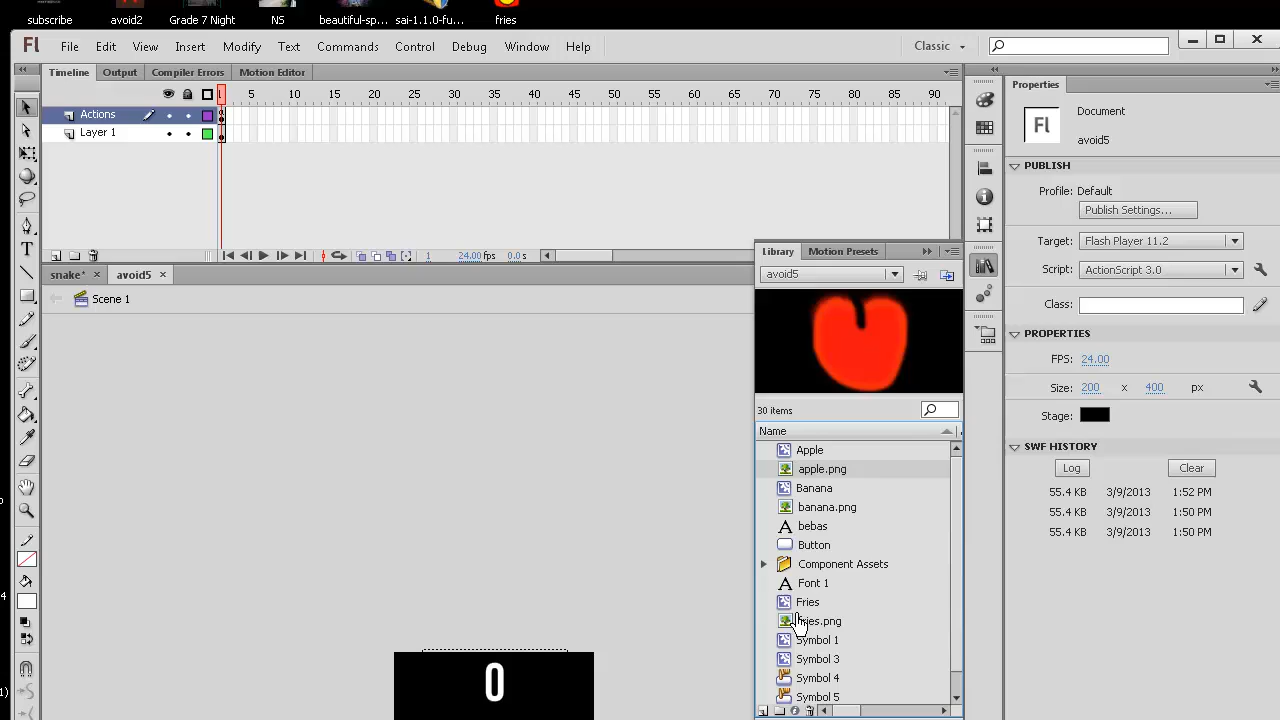 subscribe avoid2 Grade 7 Night NS beautiful-sp... sai-1.1.0-fu... fries
Fl File Edit View Insert Modify Text Commands Control Debug Window Help Classic
Timeline Output Compiler Errors Motion Editor
Properties
1 5 10 15 20 25 30 35 40 45 50 55 60 65 70 75 80 85 90
Actions
Layer 1
Fl
Document
avoid5
PUBLISH
Profile: Default
Publish Settings...
Target: Flash Player 11.2
Script: ActionScript 3.0
Class:
PROPERTIES
FPS: 24.00
Size: 200 x 400 px
Stage:
SWF HISTORY
Log Clear
55.4 KB 3/9/2013 1:52 PM
55.4 KB 3/9/2013 1:50 PM
55.4 KB 3/9/2013 1:50 PM
1 24.00 fps 0.0 s
snake* × avoid5 ×
Scene 1
Library Motion Presets
avoid5
30 items
Name
Apple
apple.png
Banana
banana.png
bebas
Button
Component Assets
Font 1
Fries
Symbol 1
Symbol 3
Symbol 4
Symbol 5
0
4
1)